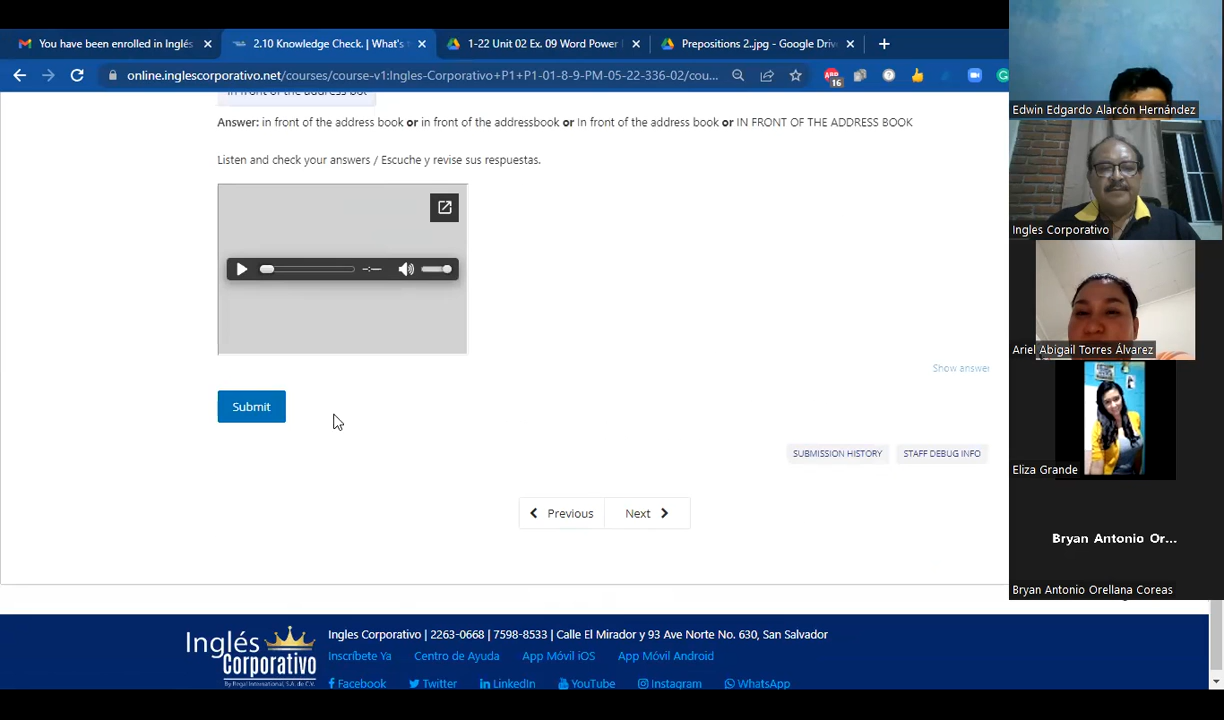 You have been enrolled in Inglés
2.10 Knowledge Check. | What's
1-22 Unit 02 Ex. 09 Word Power
Prepositions 2..jpg - Google Driv
online.inglescorporativo.net/courses/course-v1:Ingles-Corporativo+P1+P1-01-8-9-PM-05-22-336-02/cou...
16
in front of the address bot
Answer: in front of the address book or in front of the addressbook or In front of the address book or IN FRONT OF THE ADDRESS BOOK
Listen and check your answers / Escuche y revise sus respuestas.
-:--
Show answer
Submit
SUBMISSION HISTORY
STAFF DEBUG INFO
Previous
Next
Inglés Corporativo
Ingles Corporativo | 2263-0668 | 7598-8533 | Calle El Mirador y 93 Ave Norte No. 630, San Salvador
Inscríbete Ya
Centro de Ayuda
App Móvil iOS
App Móvil Android
Facebook
Twitter
LinkedIn
YouTube
Instagram
WhatsApp
Edwin Edgardo Alarcón Hernández
Ingles Corporativo
Ariel Abigail Torres Álvarez
Eliza Grande
Bryan Antonio Or...
Bryan Antonio Orellana Coreas